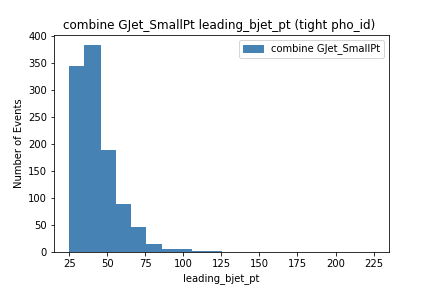 combine GJet_SmallPt leading_bjet_pt (tight pho_id)
combine GJet_SmallPt
Number of Events
400
350
300
250
200
150
100
50
0
25 50 75 100 125 150 175 200 225
leading_bjet_pt